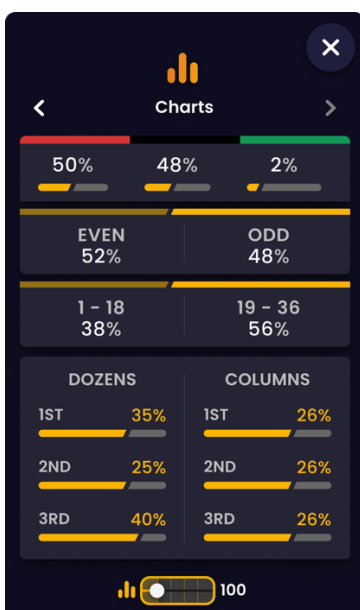 Charts
50% 48% 2%
EVEN ODD
52% 48%
1 - 18 19 - 36
38% 56%
DOZENS COLUMNS
1ST 35% 1ST 26%
2ND 25% 2ND 26%
3RD 40% 3RD 26%
100